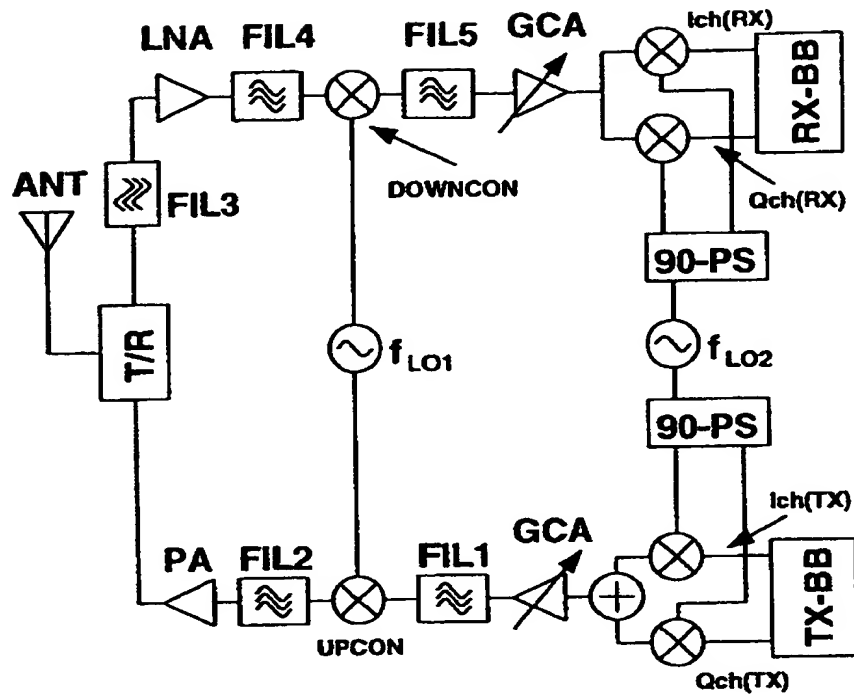 LNA
FIL4
FIL5
GCA
Ich(RX)
RX-BB
ANT
FIL3
DOWNCON
Qch(RX)
90-PS
T/R
fLO1
fLO2
90-PS
Ich(TX)
PA
FIL2
FIL1
GCA
UPCON
TX-BB
Qch(TX)